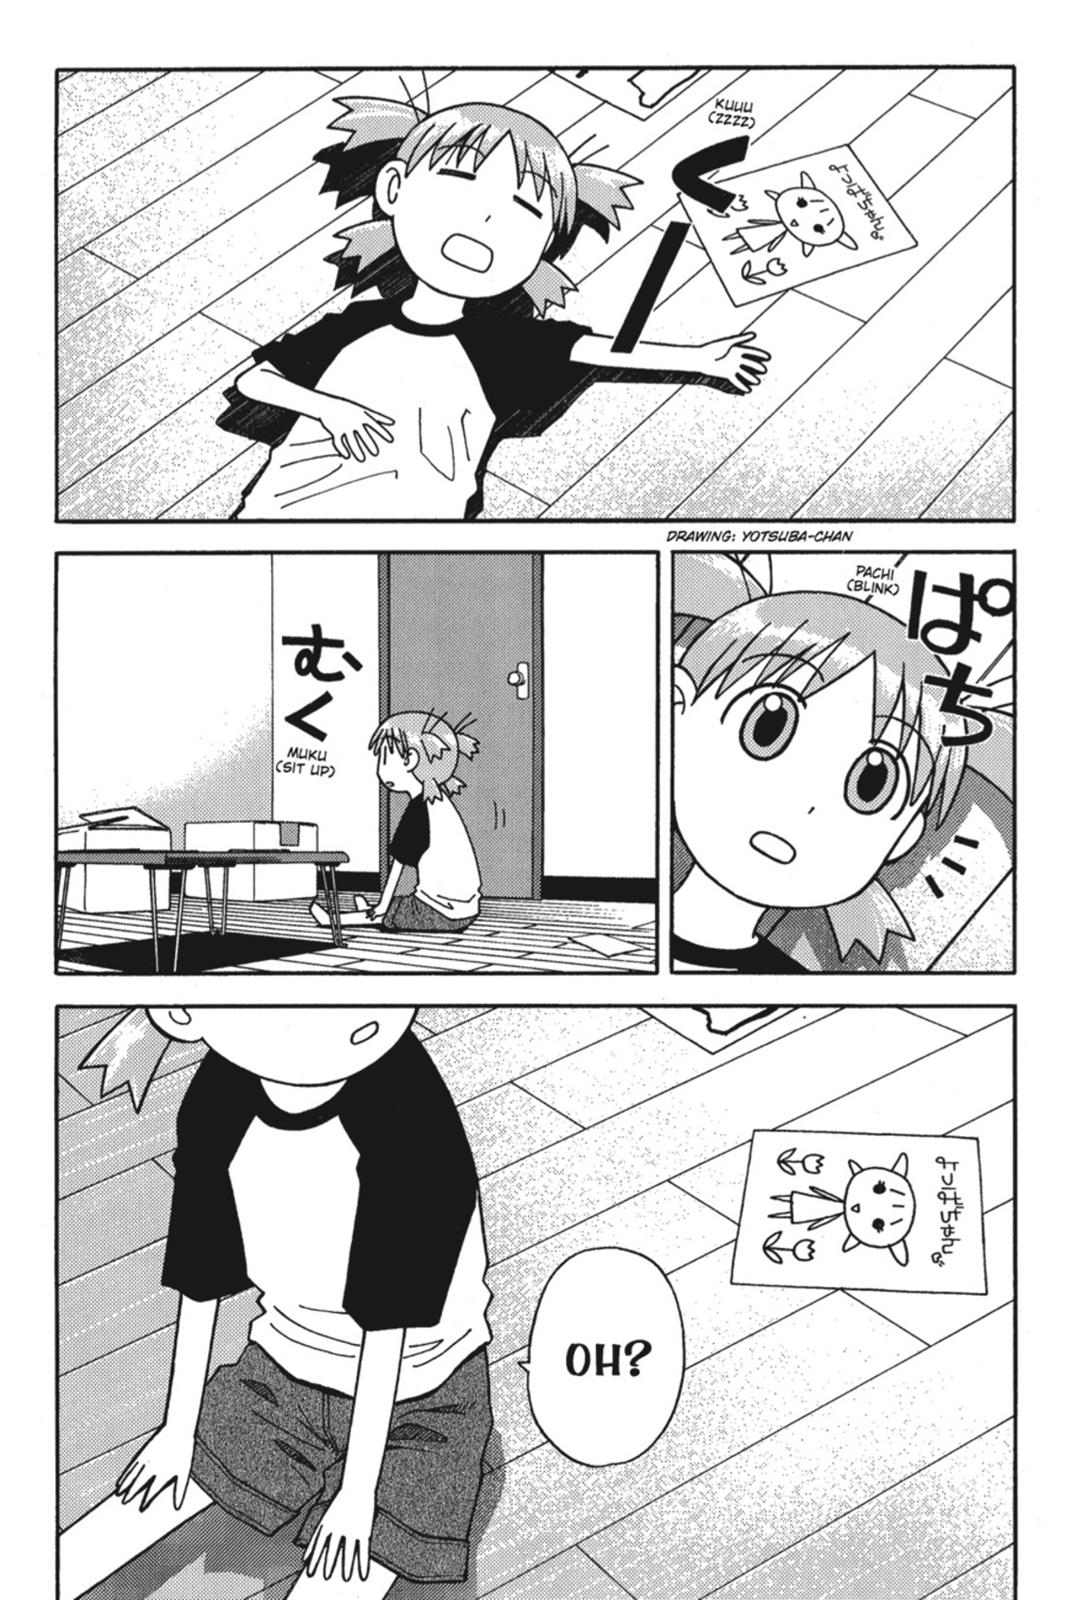 KUUU
(ZZZZ)
くー
よつばちゃん
DRAWING: YOTSUBA-CHAN
PACHI
(BLINK)
ぱち
むく
MUKU
(SIT UP)
よつばちゃん
OH?